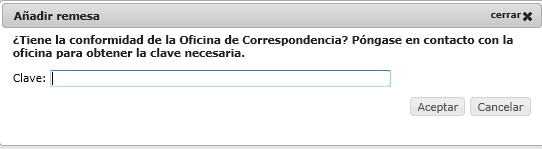 Añadir remesa
cerrar
¿Tiene la conformidad de la Oficina de Correspondencia? Póngase en contacto con la
oficina para obtener la clave necesaria.
Clave:
Aceptar Cancelar